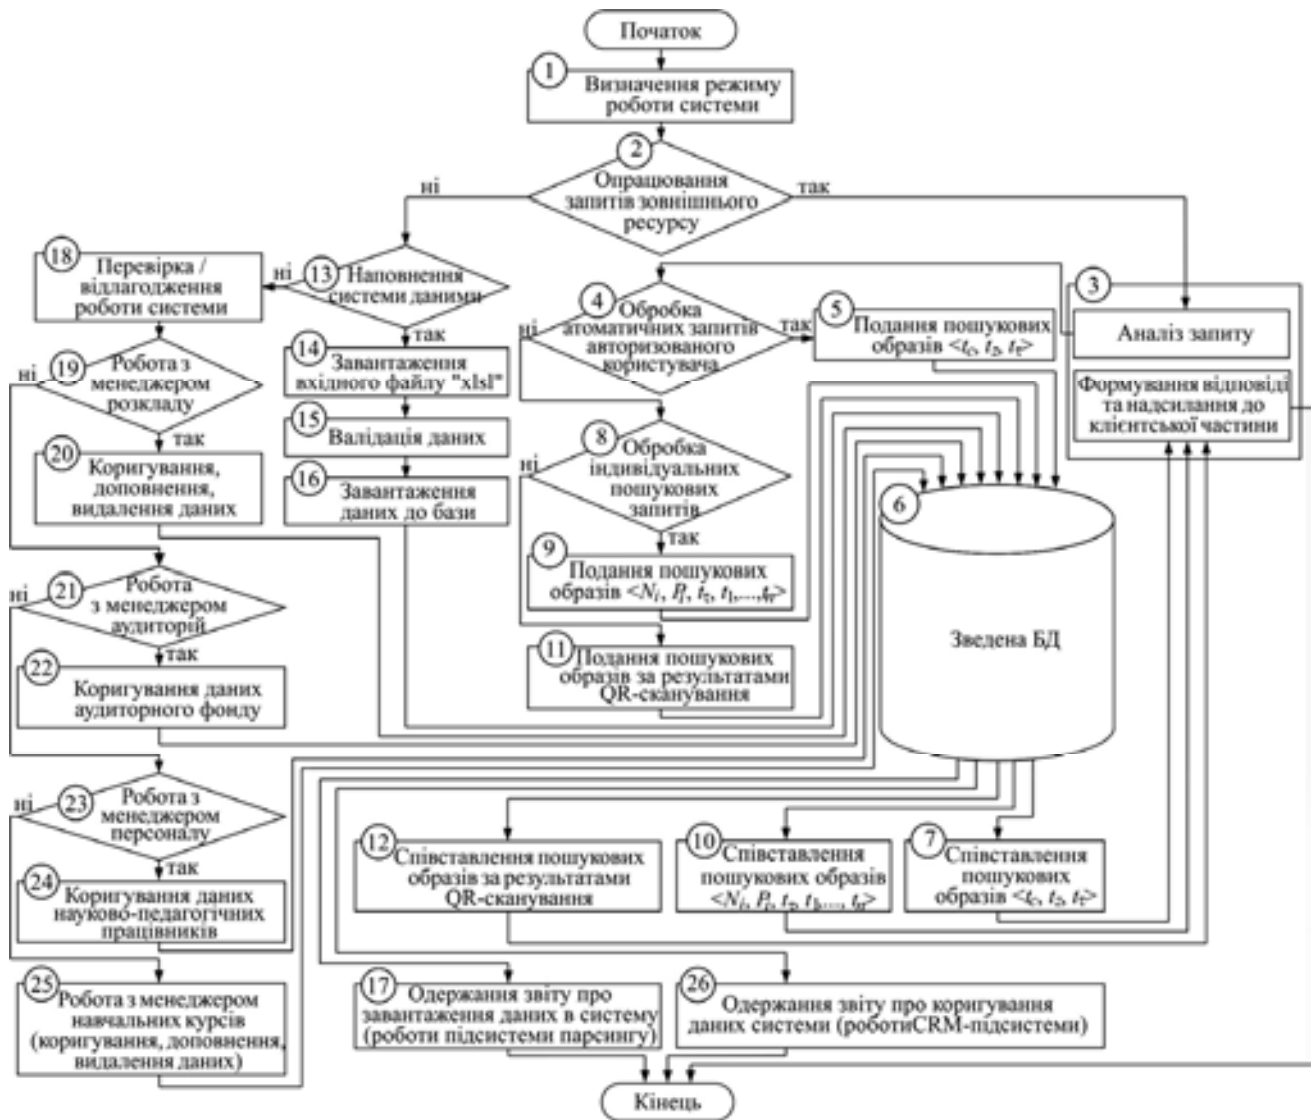 Початок
1
Визначення режиму
роботи системи
2
Опрацювання
запитів зовнішнього
ресурсу
ні
так
18
Перевірка /
відлагодження
роботи системи
ні
13
Наповнення
системи даними
так
4
Обробка
атоматичних запитів
авторизованого
користувача
ні
так
5
Подання пошукових
образів <tс, t2, tτ>
3
Аналіз запиту
Формування відповіді
та надсилання до
клієнтської частини
19
Робота з
менеджером
розкладу
ні
так
14
Завантаження
вхідного файлу "xlsl"
15
Валідація даних
16
Завантаження
даних до бази
8
Обробка
індивідуальних
пошукових
запитів
ні
так
20
Коригування,
доповнення,
видалення даних
9
Подання пошукових
образів <Ni, Pi, tτ, t1,...,tn>
6
Зведена БД
21
Робота
з менеджером
аудиторій
ні
так
11
Подання пошукових
образів за результатами
QR-сканування
22
Коригування даних
аудиторного фонду
23
Робота з
менеджером
персоналу
ні
так
12
Співставлення пошукових
образів за результатами
QR-сканування
10
Співставлення
пошукових образів
<Ni, Pi, tτ, t1,..., tn>
7
Співставлення
пошукових
образів <tс, t2, tτ>
24
Коригування даних
науково-педагогічних
працівників
25
Робота з менеджером
навчальних курсів
(коригування, доповнення,
видалення даних)
17
Одержання звіту про
завантаження даних в систему
(роботи підсистеми парсингу)
26
Одержання звіту про коригування
даних системи (роботиCRM-підсистеми)
Кінець